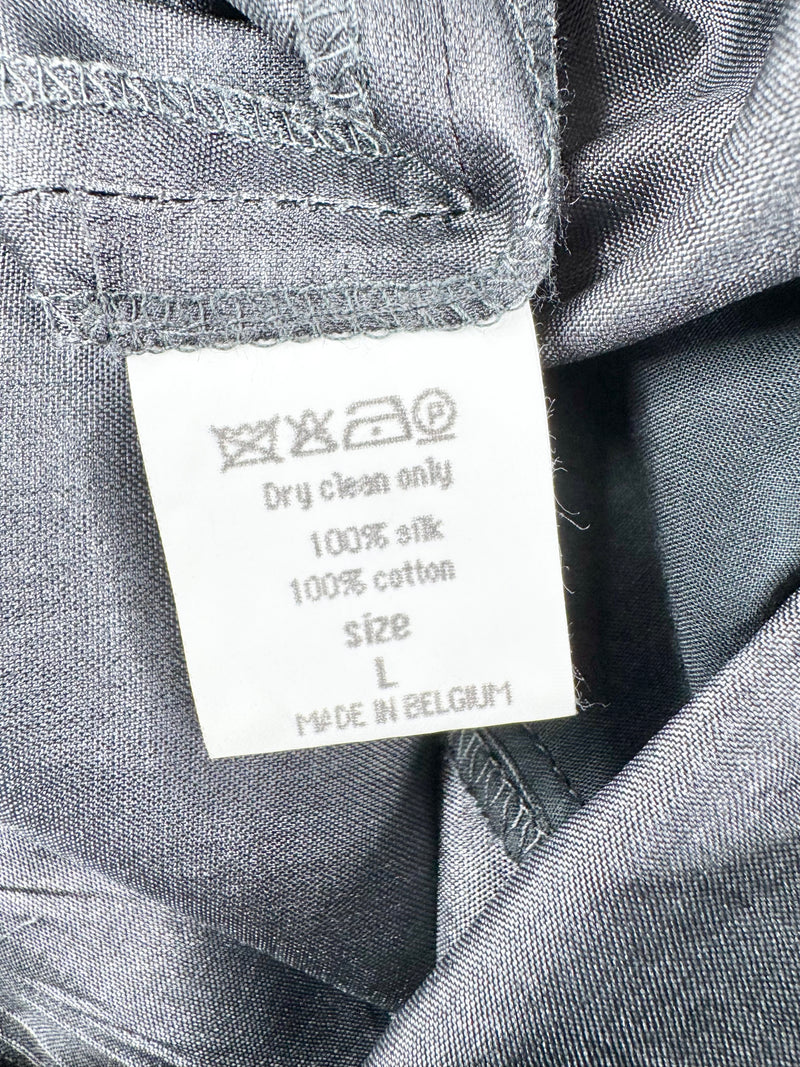 P
Dry clean only
100% silk
100% cotton
size
L
MADE IN BELGIUM